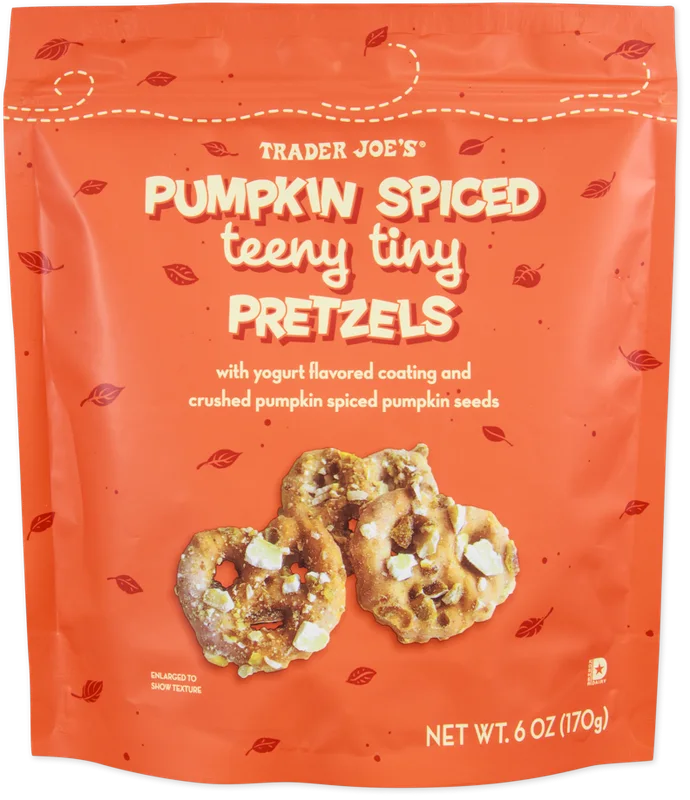 TRADER JOE'S®
PUMPKIN SPICED
teeny tiny
PRETZELS
with yogurt flavored coating and
crushed pumpkin spiced pumpkin seeds
ENLARGED TO
SHOW TEXTURE
D
DAIRY
NET WT. 6 OZ (170g)